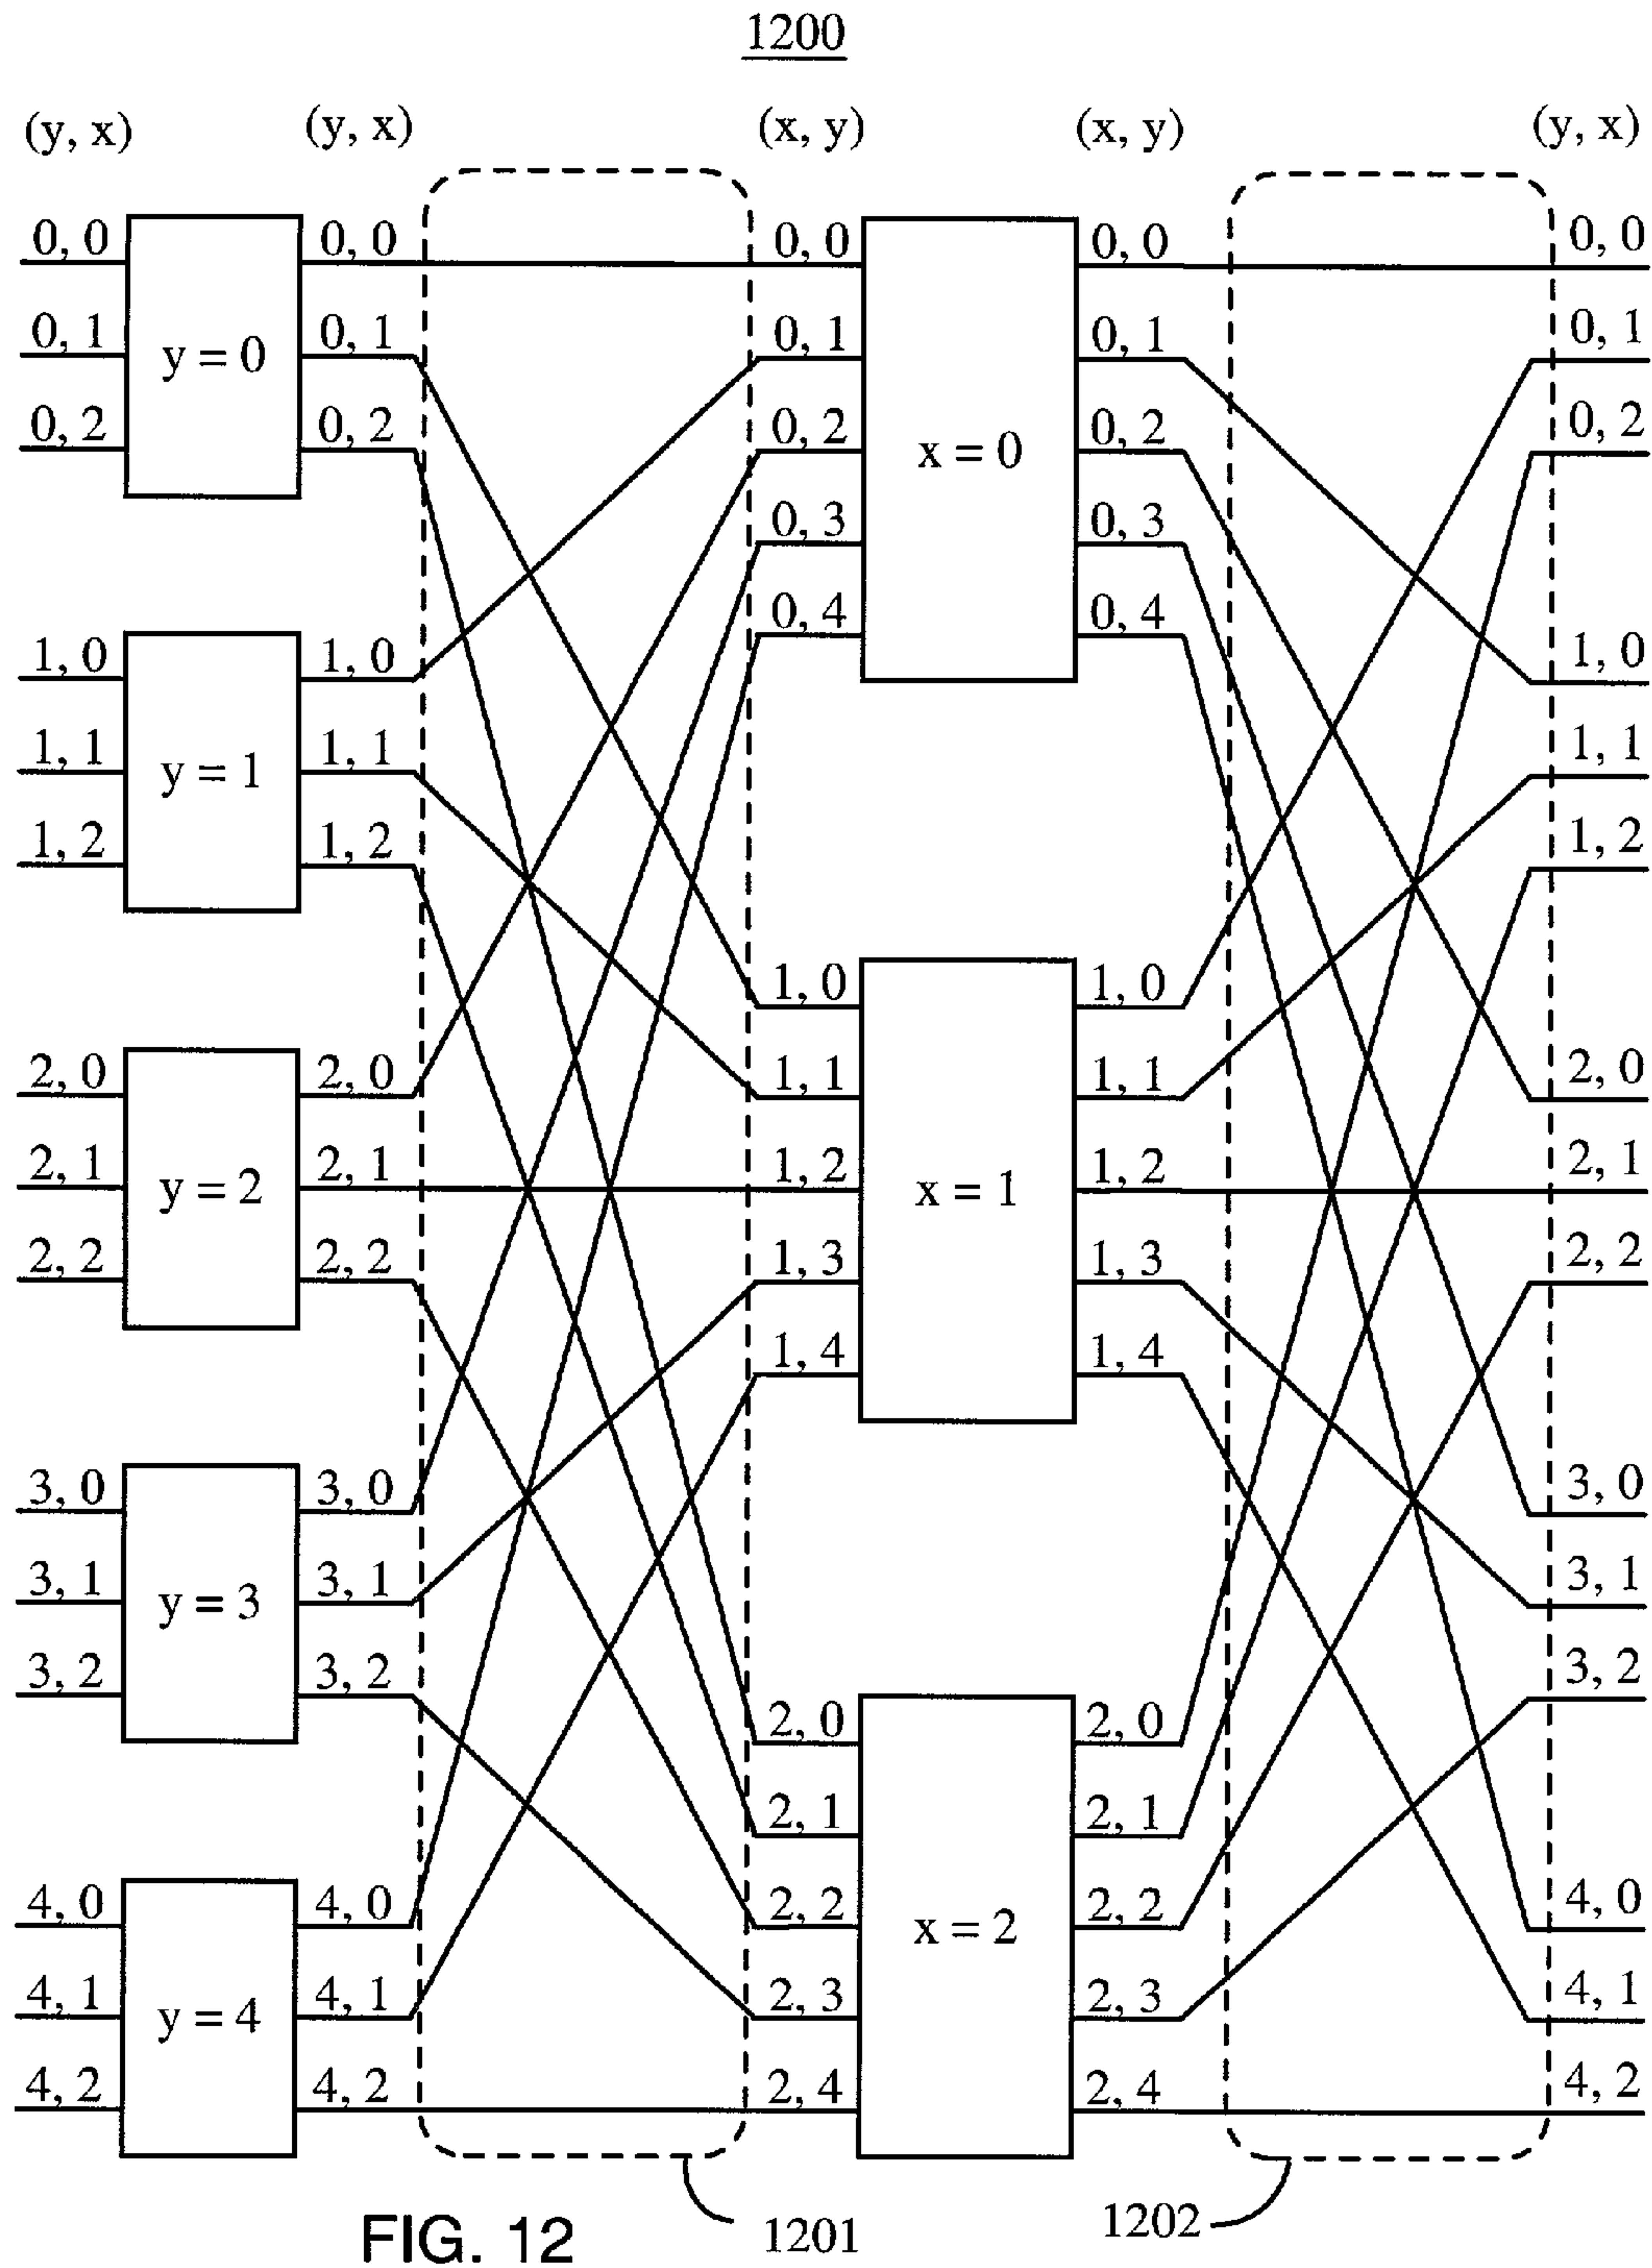 1200
(y, x) (y, x) (x, y) (x, y) (y, x)
0, 0 0, 0 0, 0 0, 0 0, 0
0, 1 y = 0 0, 1 0, 1 0, 1 0, 1
0, 2 0, 2 0, 2 x = 0 0, 2 0, 2
0, 3 0, 3
0, 4 0, 4
1, 0 1, 0 1, 0
1, 1 y = 1 1, 1 1, 1
1, 2 1, 2 1, 2
1, 0 1, 0
2, 0 2, 0 1, 1 1, 1 2, 0
2, 1 y = 2 2, 1 1, 2 x = 1 1, 2 2, 1
2, 2 2, 2 1, 3 1, 3 2, 2
1, 4 1, 4
3, 0 3, 0 3, 0
3, 1 y = 3 3, 1 3, 1
3, 2 3, 2 3, 2
2, 0 2, 0
2, 1 2, 1
4, 0 4, 0 2, 2 x = 2 2, 2 4, 0
4, 1 y = 4 4, 1 2, 3 2, 3 4, 1
4, 2 4, 2 2, 4 2, 4 4, 2
1201 1202
FIG. 12